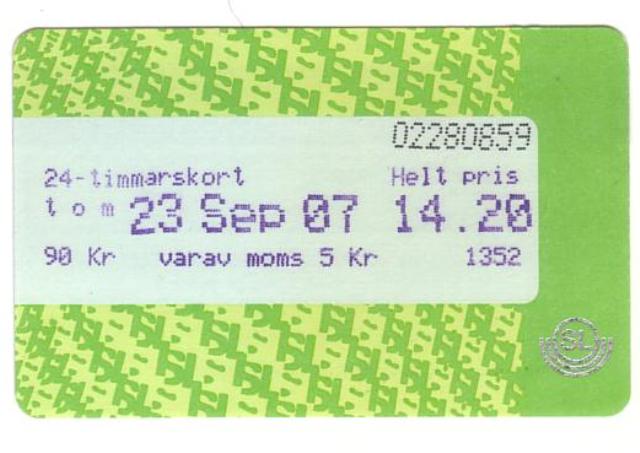 02280859
24-timmarskort Helt pris
t o m 23 Sep 07 14.20
90 Kr varav moms 5 Kr 1352
SL